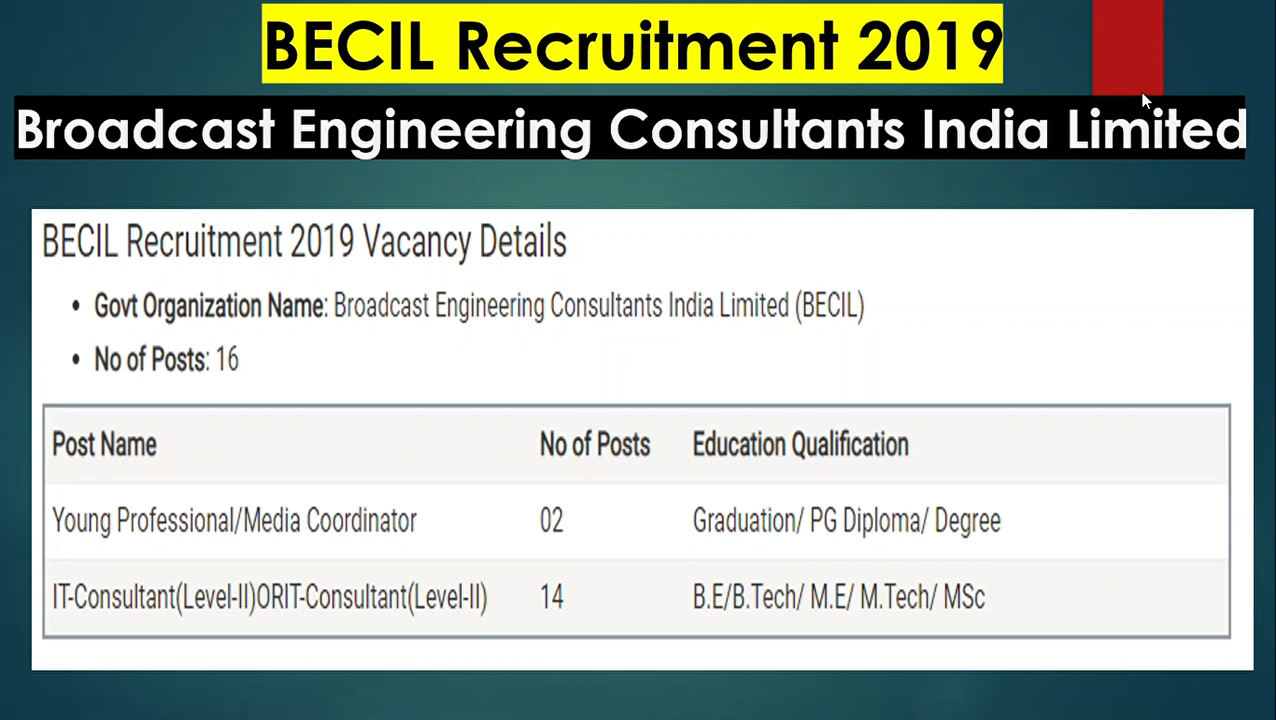 BECIL Recruitment 2019
Broadcast Engineering Consultants India Limited
BECIL Recruitment 2019 Vacancy Details
• Govt Organization Name: Broadcast Engineering Consultants India Limited (BECIL)
• No of Posts: 16
Post Name No of Posts Education Qualification
Young Professional/Media Coordinator 02 Graduation/ PG Diploma/ Degree
IT-Consultant(Level-II)ORIT-Consultant(Level-II) 14 B.E/B.Tech/ M.E/ M.Tech/ MSc